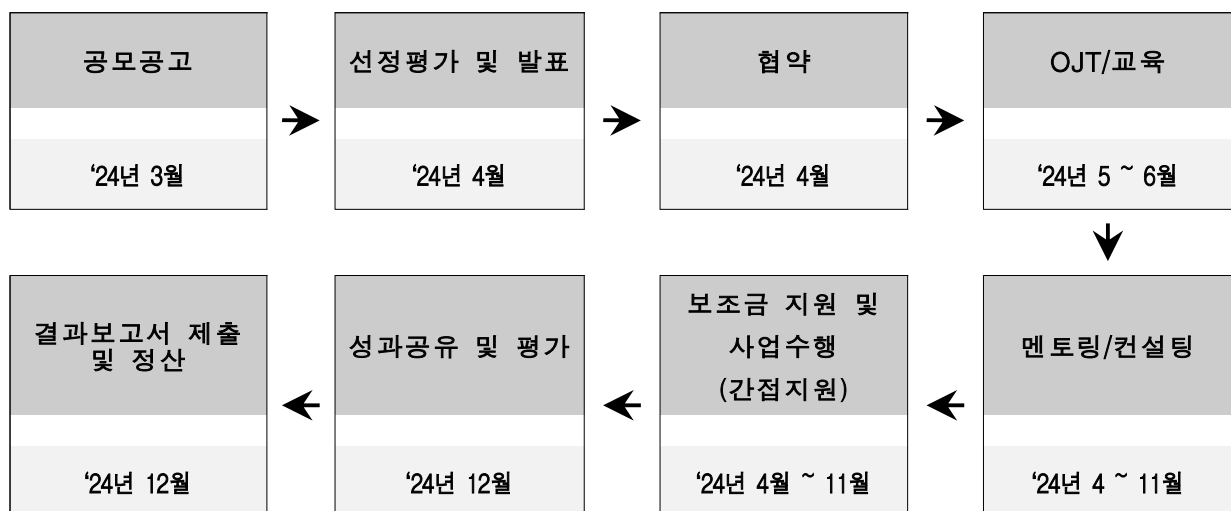 공모공고
'24년 3월
선정평가 및 발표
'24년 4월
협약
'24년 4월
OJT/교육
'24년 5 ~ 6월
멘토링/컨설팅
'24년 4 ~ 11월
보조금 지원 및
사업수행
(간접지원)
'24년 4월 ~ 11월
성과공유 및 평가
'24년 12월
결과보고서 제출
및 정산
'24년 12월